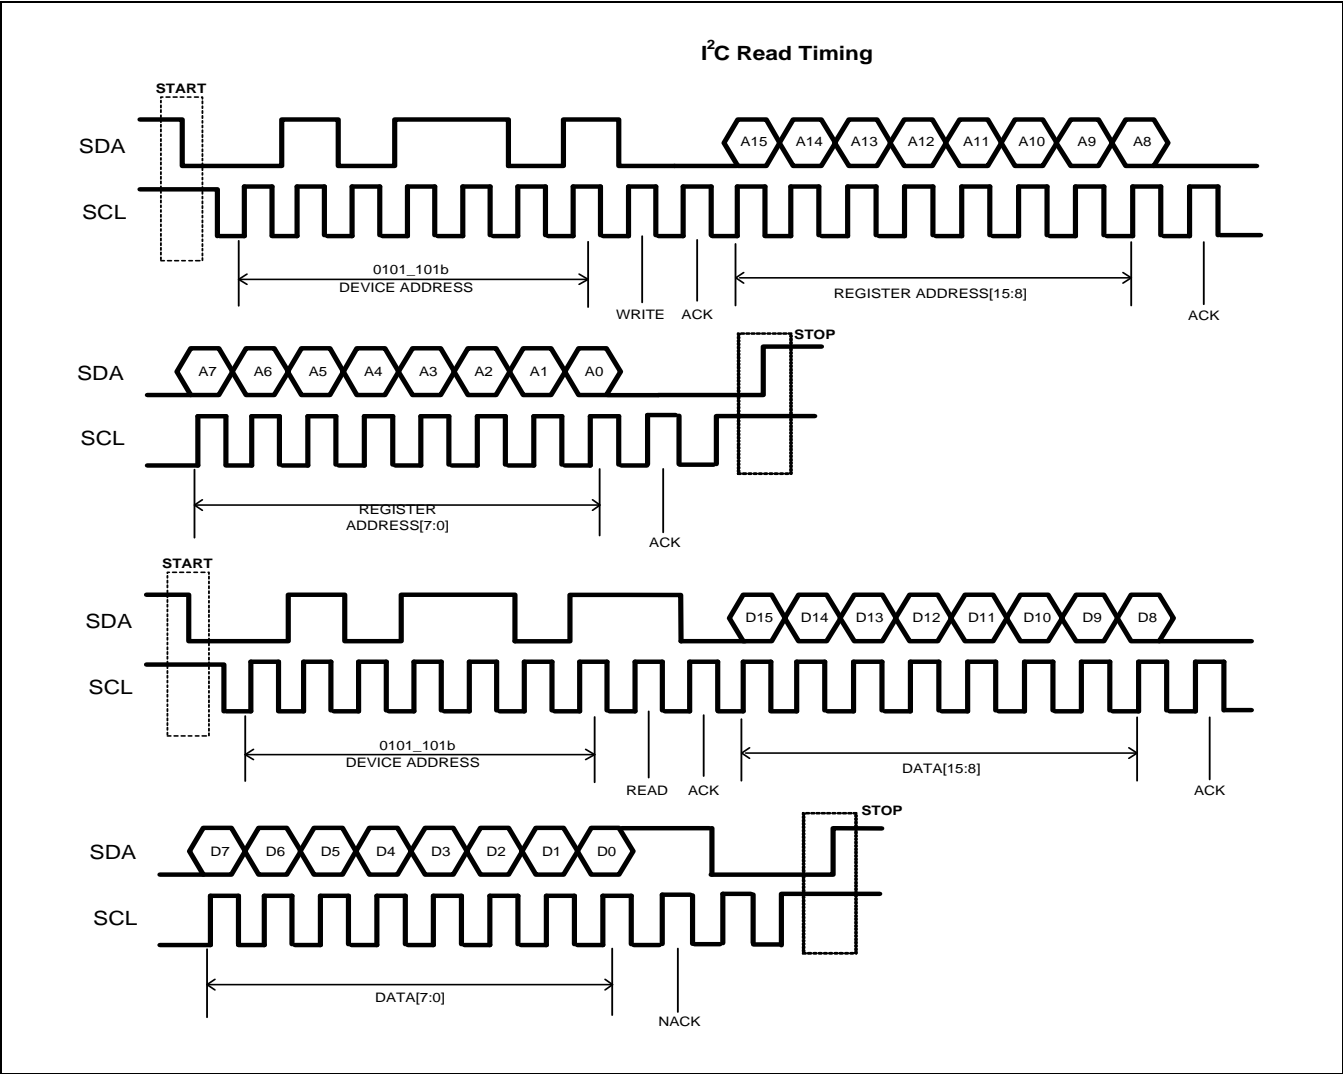 I²C Read Timing
START
SDA
A15 A14 A13 A12 A11 A10 A9 A8
SCL
0101_101b
DEVICE ADDRESS
REGISTER ADDRESS[15:8]
WRITE ACK
ACK
STOP
SDA
A7 A6 A5 A4 A3 A2 A1 A0
SCL
REGISTER
ADDRESS[7:0]
ACK
START
SDA
D15 D14 D13 D12 D11 D10 D9 D8
SCL
0101_101b
DEVICE ADDRESS
DATA[15:8]
READ ACK
ACK
STOP
SDA
D7 D6 D5 D4 D3 D2 D1 D0
SCL
DATA[7:0]
NACK